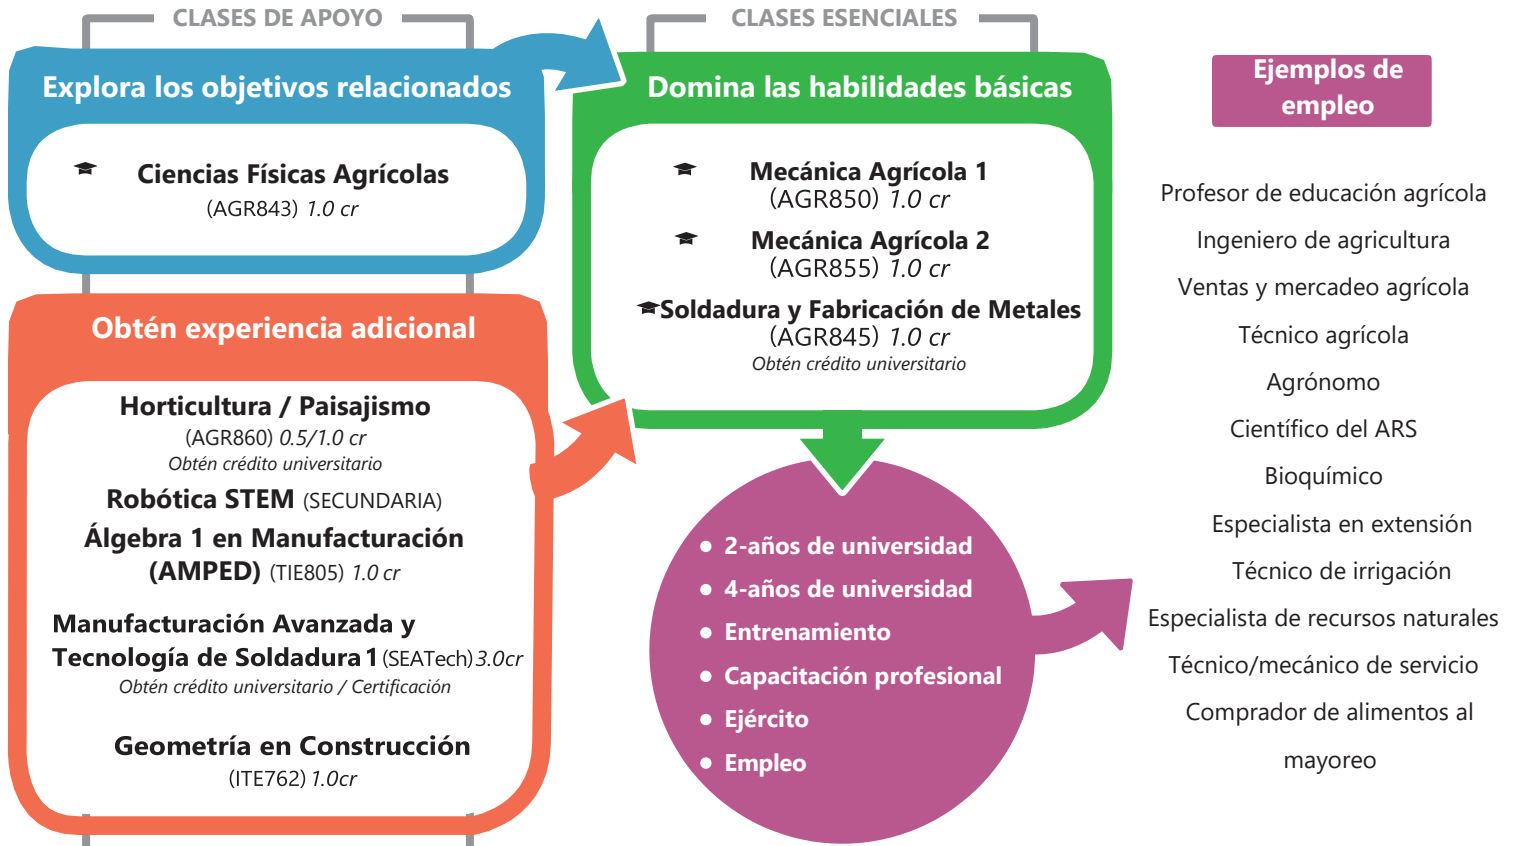 CLASES DE APOYO
Explora los objetivos relacionados
Ciencias Físicas Agrícolas
(AGR843) 1.0 cr
Obtén experiencia adicional
Horticultura / Paisajismo
(AGR860) 0.5/1.0 cr
Obtén crédito universitario
Robótica STEM (SECUNDARIA)
Álgebra 1 en Manufacturación
(AMPED) (TIE805) 1.0 cr
Manufacturación Avanzada y
Tecnología de Soldadura 1 (SEATech) 3.0cr
Obtén crédito universitario / Certificación
Geometría en Construcción
(ITE762) 1.0cr
CLASES ESENCIALES
Domina las habilidades básicas
Mecánica Agrícola 1
(AGR850) 1.0 cr
Mecánica Agrícola 2
(AGR855) 1.0 cr
Soldadura y Fabricación de Metales
(AGR845) 1.0 cr
Obtén crédito universitario
• 2-años de universidad
• 4-años de universidad
• Entrenamiento
• Capacitación profesional
• Ejército
• Empleo
Ejemplos de
empleo
Profesor de educación agrícola
Ingeniero de agricultura
Ventas y mercadeo agrícola
Técnico agrícola
Agrónomo
Científico del ARS
Bioquímico
Especialista en extensión
Técnico de irrigación
Especialista de recursos naturales
Técnico/mecánico de servicio
Comprador de alimentos al
mayoreo